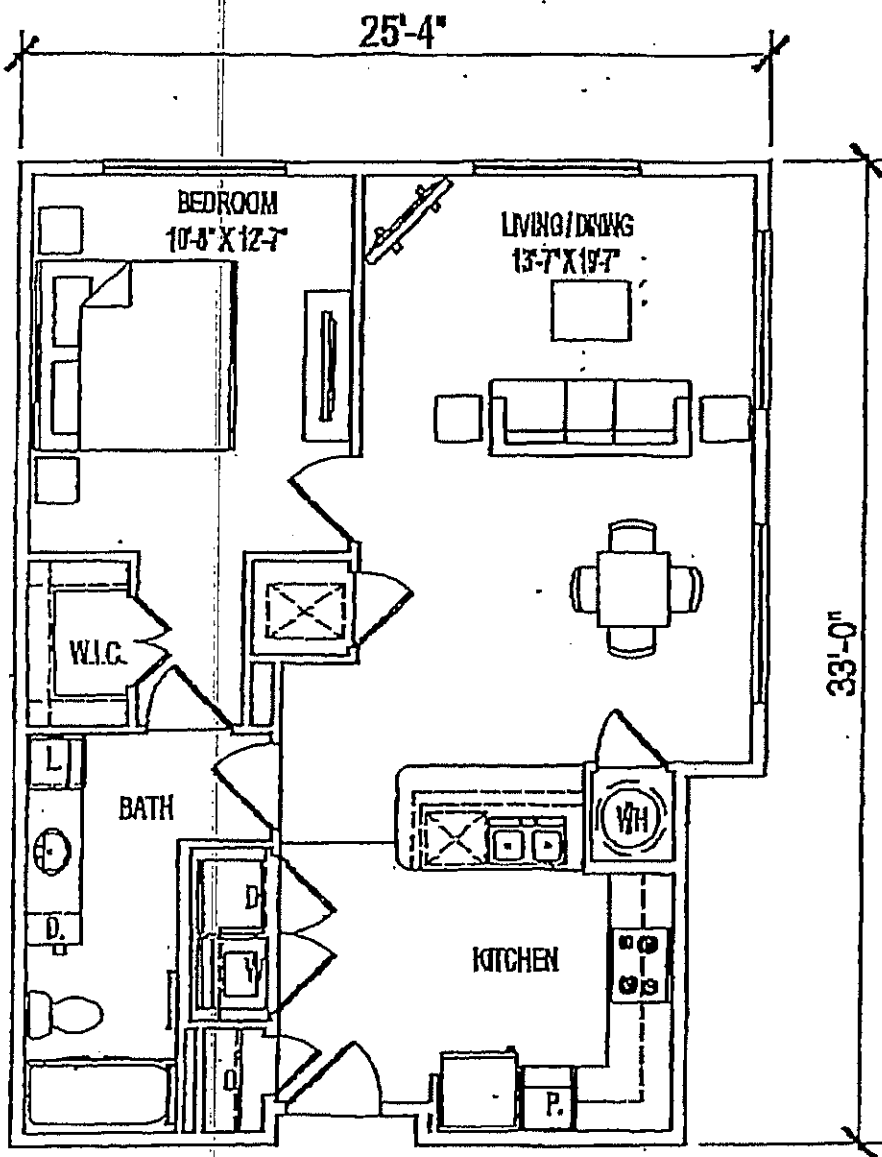 25'-4"
BEDROOM
10'-8" X 12'-7"
LIVING/DINING
13'-7" X 19'-7"
33'-0"
W.I.C.
L.
BATH
WH
D
D.
W
KITCHEN
P.